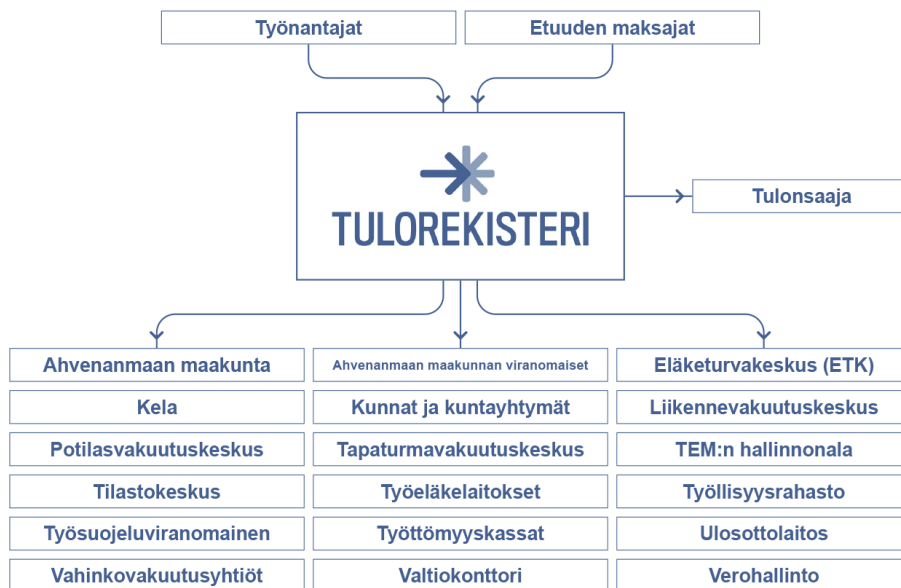 Työnantajat
Etuuden maksajat
TULOREKISTERI
Tulonsaaja
Ahvenanmaan maakunta
Ahvenanmaan maakunnan viranomaiset
Eläketurvakeskus (ETK)
Kela
Kunnat ja kuntayhtymät
Liikennevakuutuskeskus
Potilasvakuutuskeskus
Tapaturmavakuutuskeskus
TEM:n hallinnonala
Tilastokeskus
Työeläkelaitokset
Työllisyysrahasto
Työsuojeluviranomainen
Työttömyyskassat
Ulosottolaitos
Vahinkovakuutusyhtiöt
Valtiokonttori
Verohallinto